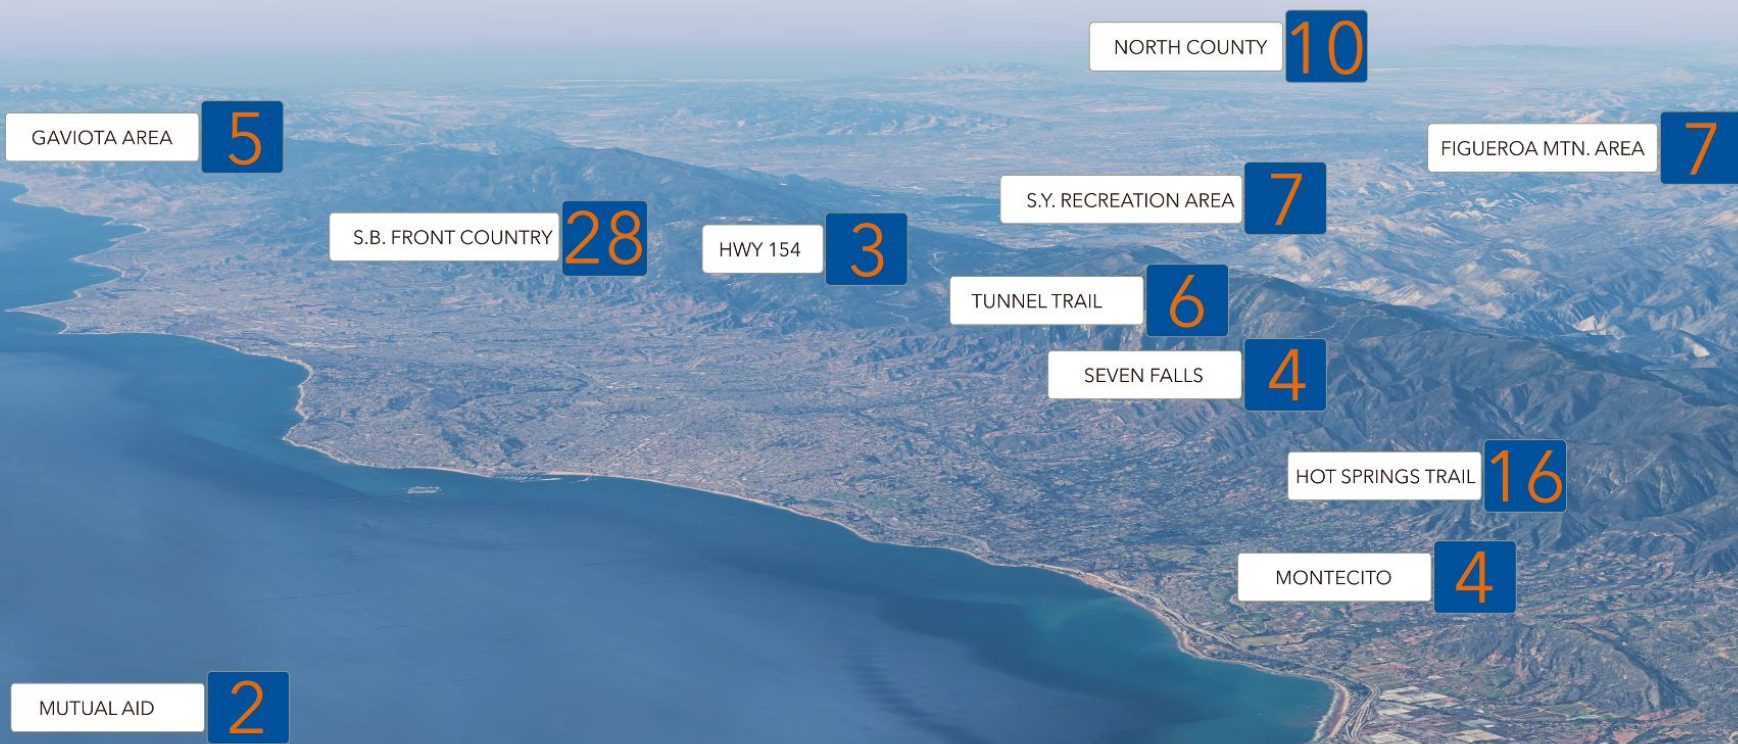 NORTH COUNTY 10
GAVIOTA AREA 5
FIGUEROA MTN. AREA 7
S.Y. RECREATION AREA 7
S.B. FRONT COUNTRY 28
HWY 154 3
TUNNEL TRAIL 6
SEVEN FALLS 4
HOT SPRINGS TRAIL 16
MONTECITO 4
MUTUAL AID 2